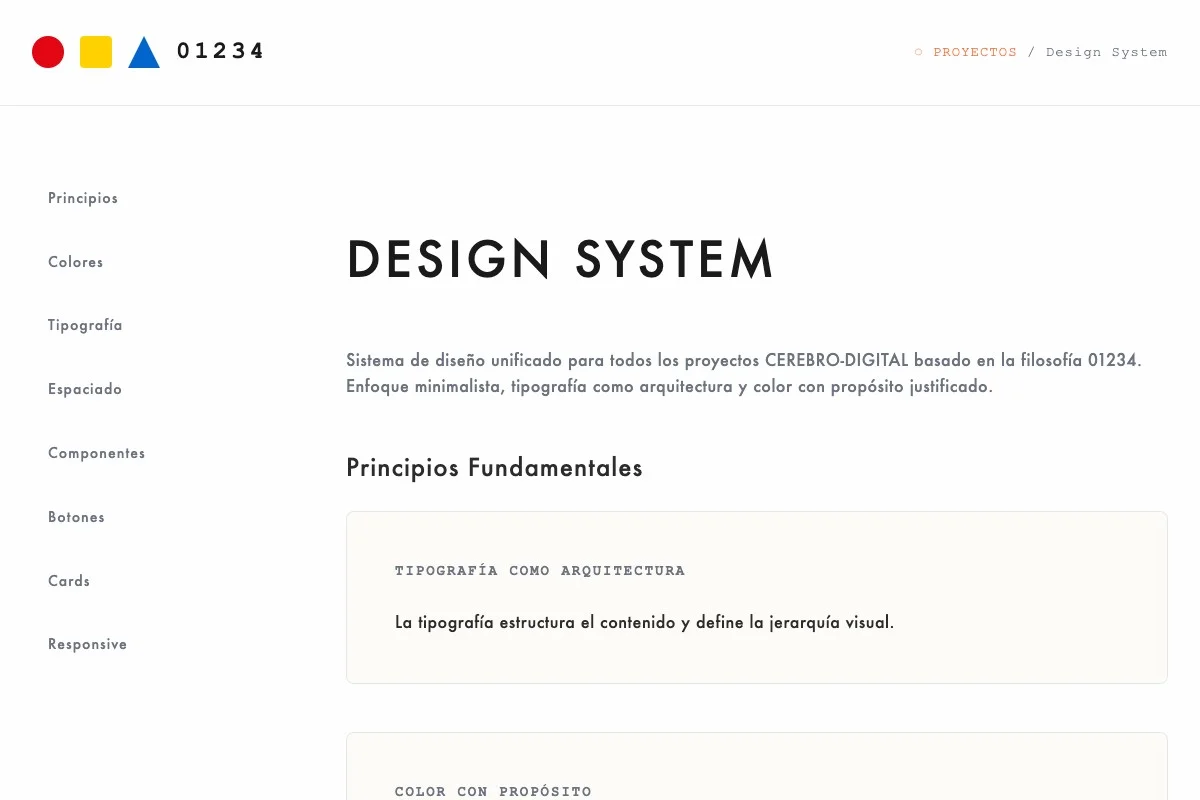 01234
○ PROYECTOS / Design System
Principios
Colores
Tipografía
Espaciado
Componentes
Botones
Cards
Responsive
DESIGN SYSTEM
Sistema de diseño unificado para todos los proyectos CEREBRO-DIGITAL basado en la filosofía 01234.
Enfoque minimalista, tipografía como arquitectura y color con propósito justificado.
Principios Fundamentales
TIPOGRAFÍA COMO ARQUITECTURA
La tipografía estructura el contenido y define la jerarquía visual.
COLOR CON PROPÓSITO